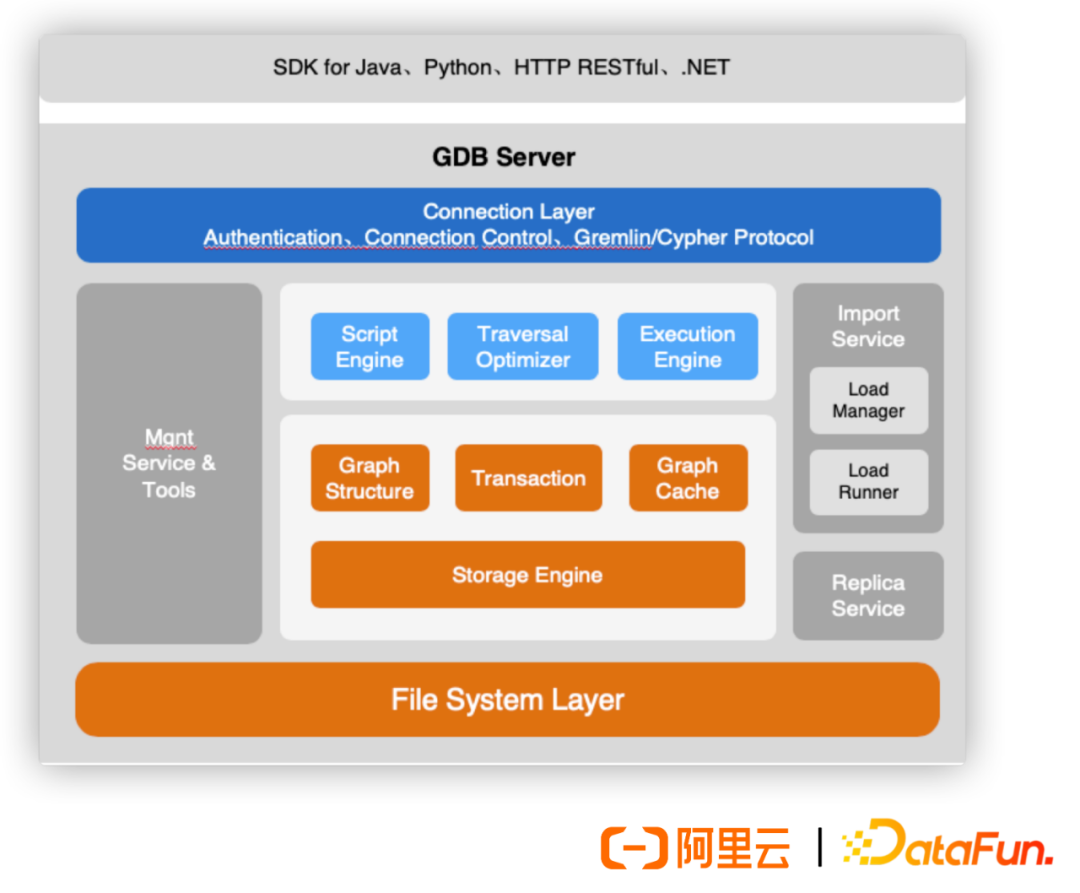 SDK for Java、Python、HTTP RESTful、.NET
GDB Server
Connection Layer
Authentication、Connection Control、Gremlin/Cypher Protocol
Mgnt
Service &
Tools
Script
Engine
Traversal
Optimizer
Execution
Engine
Graph
Structure
Transaction
Graph
Cache
Storage Engine
Import
Service
Load
Manager
Load
Runner
Replica
Service
File System Layer
阿里云
DataFun.